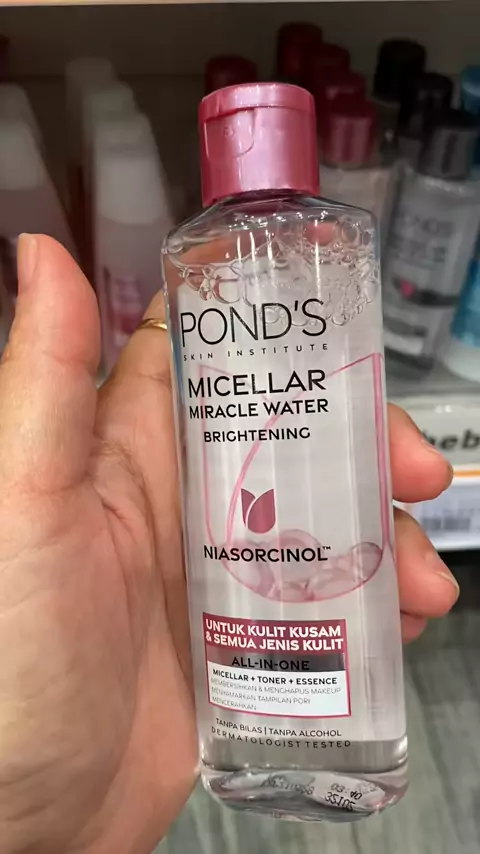 POND'S
SKIN INSTITUTE
MICELLAR
MIRACLE WATER
BRIGHTENING
NIASORCINOL™
UNTUK KULIT KUSAM
& SEMUA JENIS KULIT
ALL-IN-ONE
MICELLAR + TONER + ESSENCE
MEMBERSIHKAN & MENGHAPUS MAKEUP
MENYAMARKAN TAMPILAN PORI
MENCERAHKAN
TANPA BILAS | TANPA ALCOHOL
DERMATOLOGIST TESTED
heb